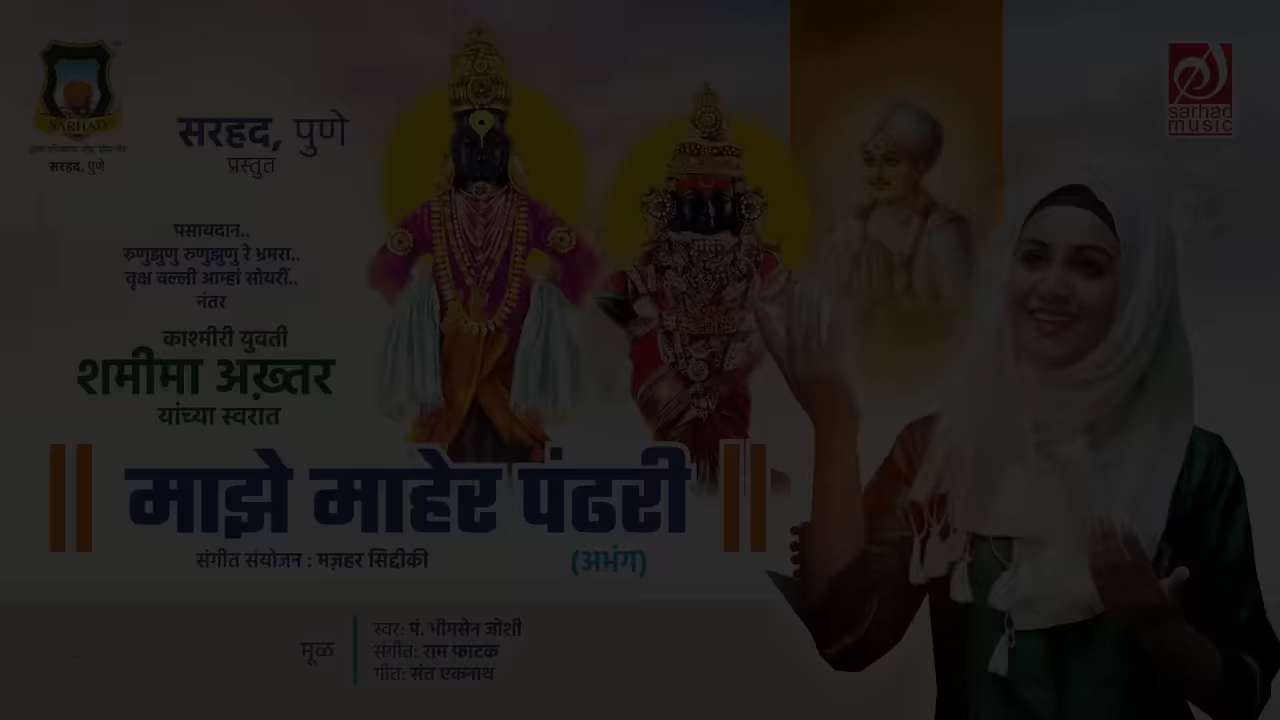 SARHAD
सरहद, पुणे
सरहद, पुणे
प्रस्तुत
sarhad
music
पसायदान..
रुणुझुणु रुणुझुणु रे भ्रमरा..
वृक्ष वल्ली आम्हां सोयरीं..
नंतर
काश्मीरी युवती
शमीमा अख़्तर
यांच्या स्वरात
॥ माझे माहेर पंढरी ॥
संगीत संयोजन : मज़हर सिद्दीकी
(अभंग)
मूळ
स्वर: पं. भीमसेन जोशी
संगीत: राम फाटक
गीत: संत एकनाथ